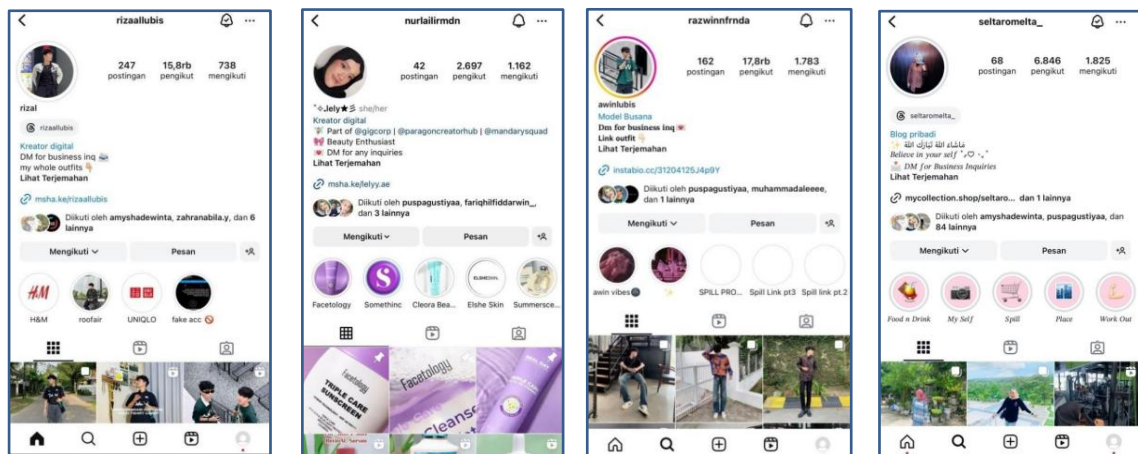 rizaallubis
247 15,8rb 738
postingan pengikut mengikuti
rizal
rizaallubis
Kreator digital
DM for business inq
my whole outfits
Lihat Terjemahan
msha.ke/rizaallubis
Diikuti oleh amyshadewinta, zahranabila.y, dan 6
lainnya
Mengikuti Pesan
H&M roofair UNIQLO fake acc
nurlailirmdn
42 2.697 1.162
postingan pengikut mengikuti
lely she/her
Kreator digital
Part of @gigcorp | @paragoncreatorhub | @mandarysquad
Beauty Enthusiast
DM for any inquiries
Lihat Terjemahan
msha.ke/lelyy.ae
Diikuti oleh puspagustiyaa, fariqhilfiddarwin_,
dan 3 lainnya
Mengikuti Pesan
ELSHESKIN
Facetology Somethinc Cleora Bea... Elshe Skin Summersce...
Facetology
TRIPLE CARE
SUNSCREEN
Facetology
Cleanse
razwinnfrnda
162 17,8rb 1.783
postingan pengikut mengikuti
awinlubis
Model Busana
Dm for business inq
Link outfit
Lihat Terjemahan
instabio.cc/31204125J4p9Y
Diikuti oleh puspagustiyaa, muhammadaleeee,
dan 1 lainnya
Mengikuti Pesan
awin vibes SPILL PRO... Spill Link pt3 Spill link pt.2
seltaromelta_
68 6.846 1.825
postingan pengikut mengikuti
seltaromelta_
Blog pribadi
مَاشَاءَ اللهُ تَبَارَكَ اللهُ
Believe in your self
DM for Business Inquiries
Lihat Terjemahan
mycollection.shop/seltaro... dan 1 lainnya
Diikuti oleh amyshadewinta, puspagustiyaa, dan
84 lainnya
Mengikuti Pesan
Food n Drink My Self Spill Place Work Out